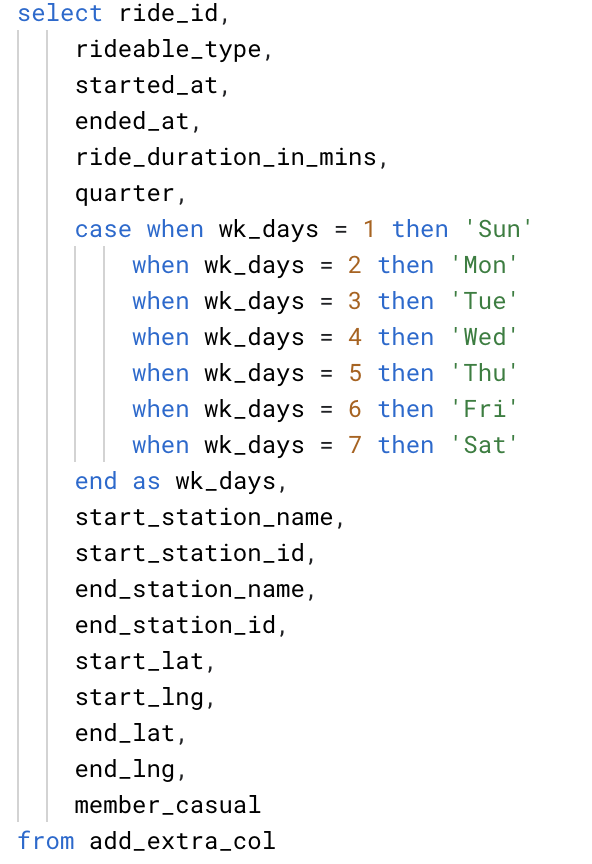 select ride_id,
rideable_type,
started_at,
ended_at,
ride_duration_in_mins,
quarter,
case when wk_days = 1 then 'Sun'
when wk_days = 2 then 'Mon'
when wk_days = 3 then 'Tue'
when wk_days = 4 then 'Wed'
when wk_days = 5 then 'Thu'
when wk_days = 6 then 'Fri'
when wk_days = 7 then 'Sat'
end as wk_days,
start_station_name,
start_station_id,
end_station_name,
end_station_id,
start_lat,
start_lng,
end_lat,
end_lng,
member_casual
from add_extra_col